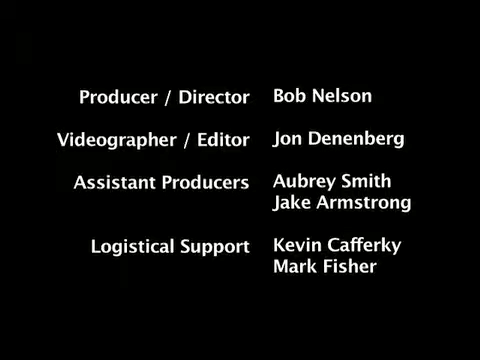 Producer / Director Bob Nelson
Videographer / Editor Jon Denenberg
Assistant Producers Aubrey Smith
Jake Armstrong
Logistical Support Kevin Cafferky
Mark Fisher